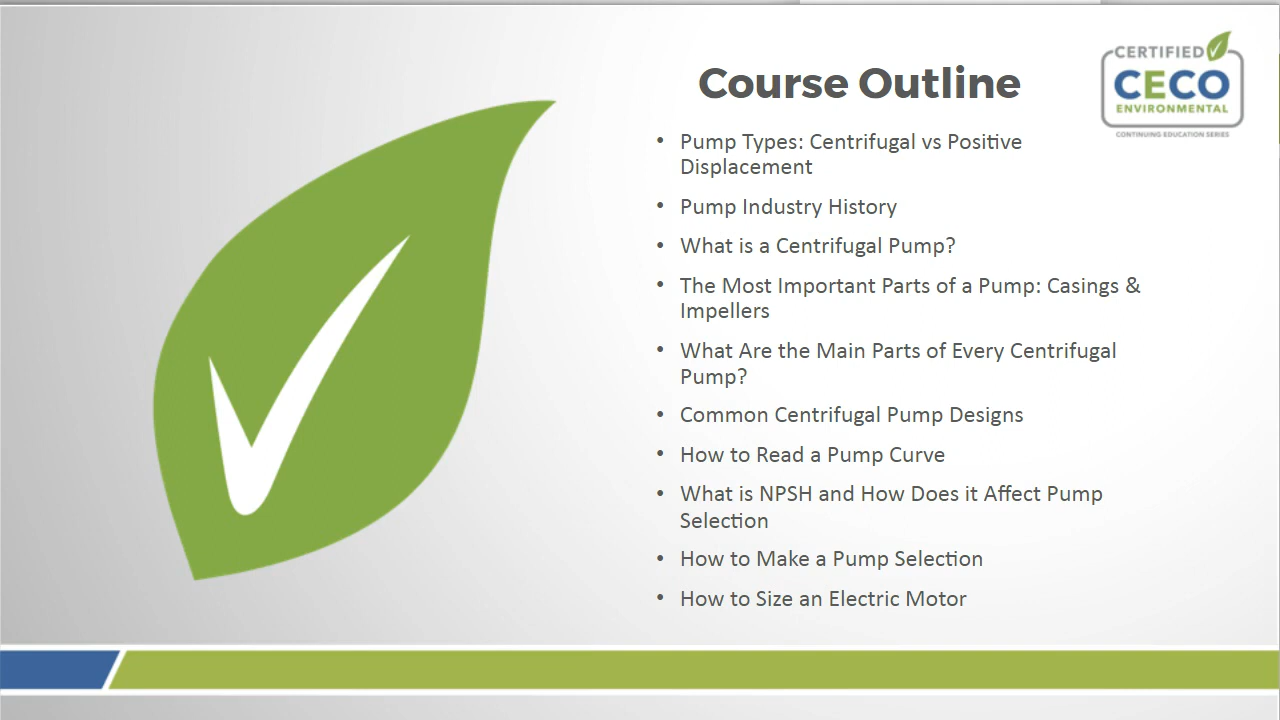 Course Outline
CERTIFIED
CECO
ENVIRONMENTAL
CONTINUING EDUCATION SERIES
• Pump Types: Centrifugal vs Positive
Displacement
• Pump Industry History
• What is a Centrifugal Pump?
• The Most Important Parts of a Pump: Casings &
Impellers
• What Are the Main Parts of Every Centrifugal
Pump?
• Common Centrifugal Pump Designs
• How to Read a Pump Curve
• What is NPSH and How Does it Affect Pump
Selection
• How to Make a Pump Selection
• How to Size an Electric Motor